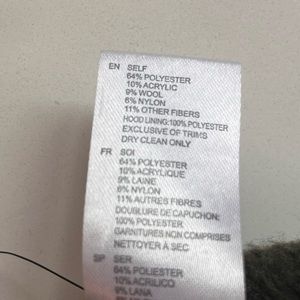 EN SELF
64% POLYESTER
10% ACRYLIC
9% WOOL
6% NYLON
11% OTHER FIBERS
HOOD LINING:100% POLYESTER
EXCLUSIVE OF TRIMS
DRY CLEAN ONLY
FR SOI
64% POLYESTER
10% ACRYLIQUE
9% LAINE
6% NYLON
11% AUTRES FIBRES
DOUBLURE DE CAPUCHON:
100% POLYESTER
GARNITURES NON COMPRISES
NETTOYER À SEC
SP SER
64% POLIESTER
10% ACRILICO
9% LANA